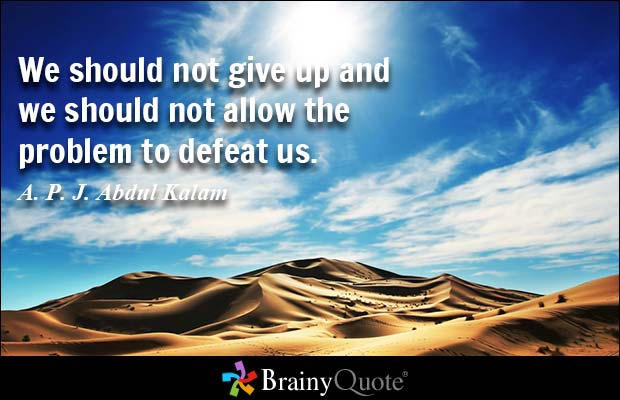 We should not give up and
we should not allow the
problem to defeat us.
A. P. J. Abdul Kalam
BrainyQuote®